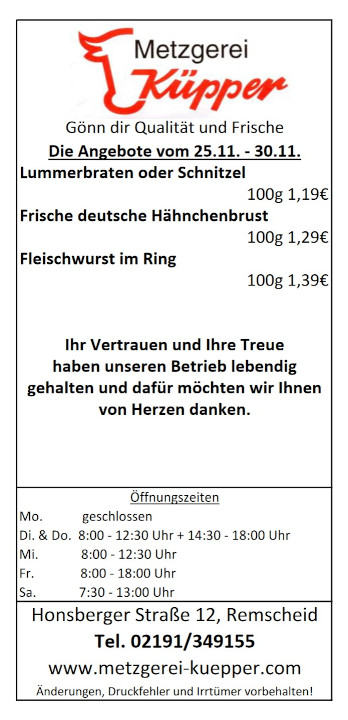 Metzgerei
Küpper
Gönn dir Qualität und Frische
Die Angebote vom 25.11. - 30.11.
Lummerbraten oder Schnitzel
100g 1,19€
Frische deutsche Hähnchenbrust
100g 1,29€
Fleischwurst im Ring
100g 1,39€
Ihr Vertrauen und Ihre Treue
haben unseren Betrieb lebendig
gehalten und dafür möchten wir Ihnen
von Herzen danken.
Öffnungszeiten
Mo. geschlossen
Di. & Do. 8:00 - 12:30 Uhr + 14:30 - 18:00 Uhr
Mi. 8:00 - 12:30 Uhr
Fr. 8:00 - 18:00 Uhr
Sa. 7:30 - 13:00 Uhr
Honsberger Straße 12, Remscheid
Tel. 02191/349155
www.metzgerei-kuepper.com
Änderungen, Druckfehler und Irrtümer vorbehalten!